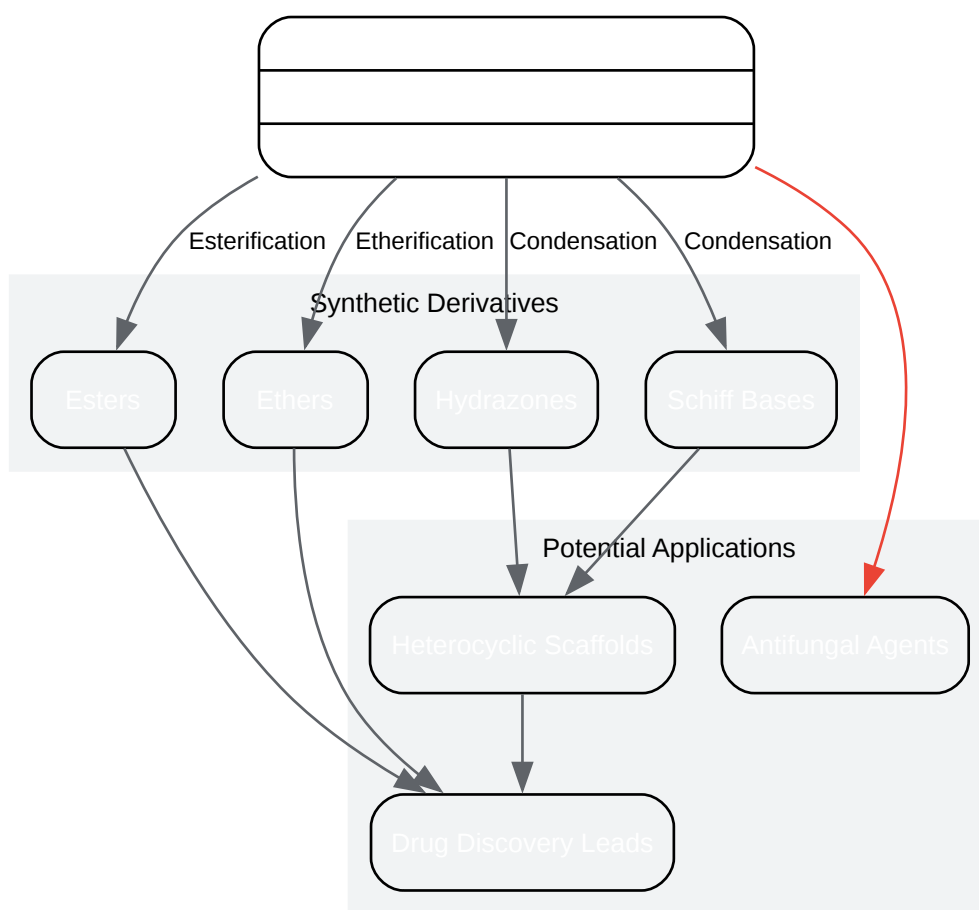 Esterification
Etherification
Condensation
Condensation
Synthetic Derivatives
Esters
Ethers
Hydrazones
Schiff Bases
Potential Applications
Heterocyclic Scaffolds
Antifungal Agents
Drug Discovery Leads